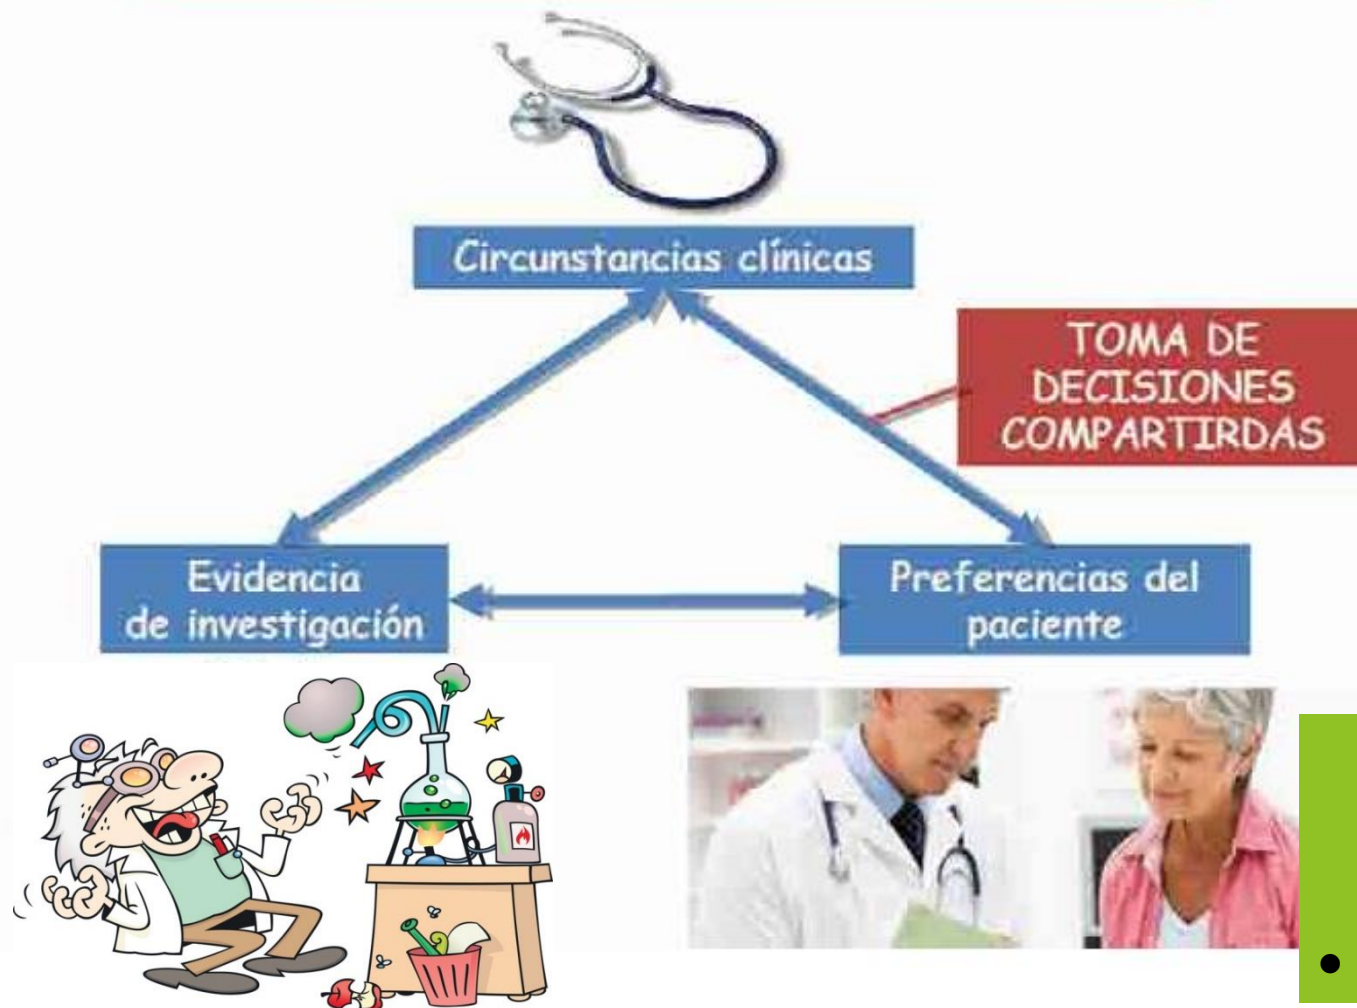 Circunstancias clínicas
TOMA DE
DECISIONES
COMPARTIRDAS
Evidencia
de investigación
Preferencias del
paciente